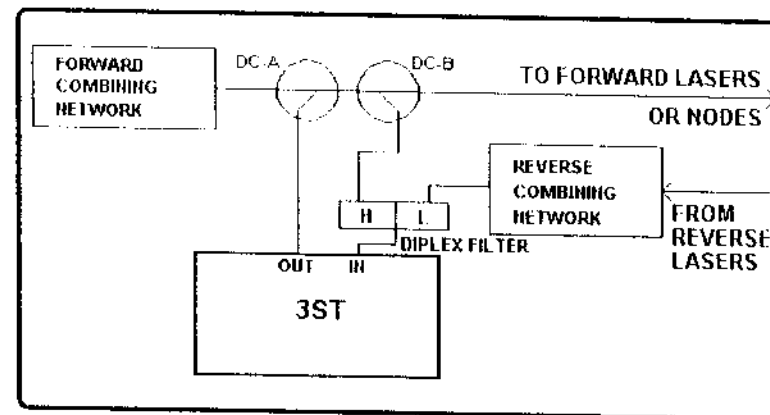 FORWARD
COMBINING
NETWORK
DC-A
DC-B
TO FORWARD LASERS
OR NODES
REVERSE
COMBINING
NETWORK
FROM
REVERSE
LASERS
H L
DIPLEX FILTER
OUT IN
3ST